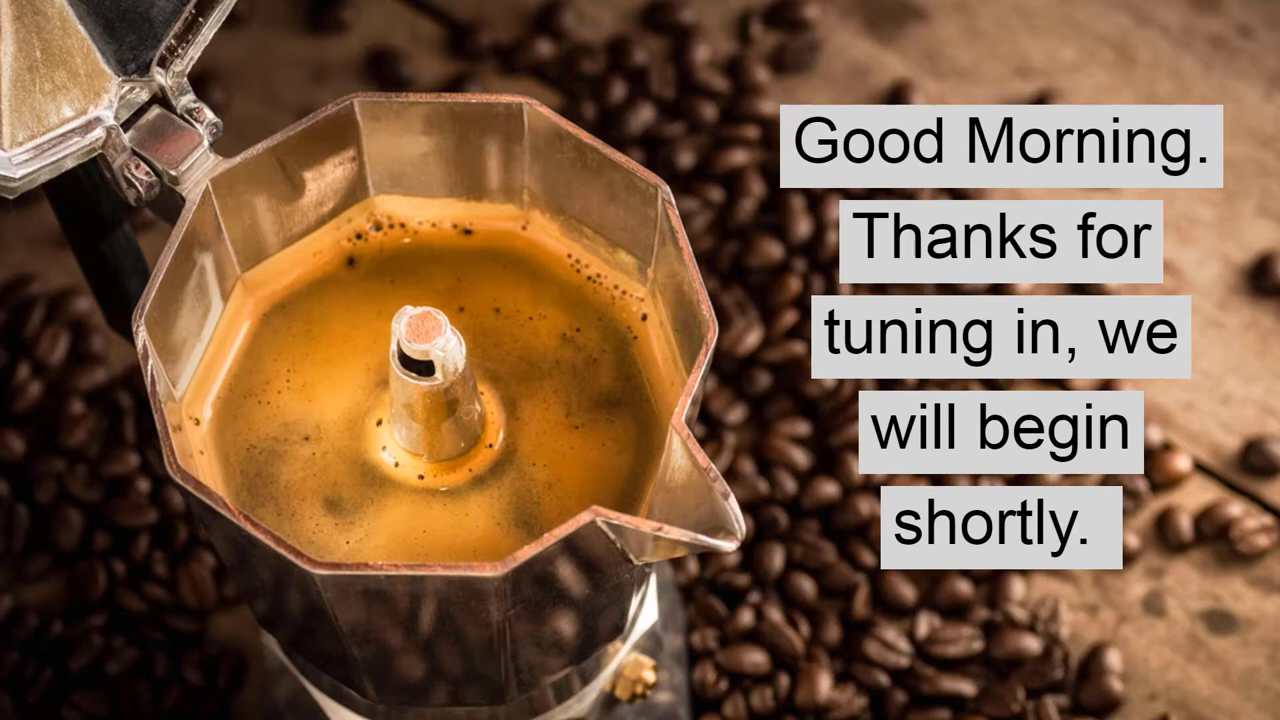 Good Morning.
Thanks for
tuning in, we
will begin
shortly.